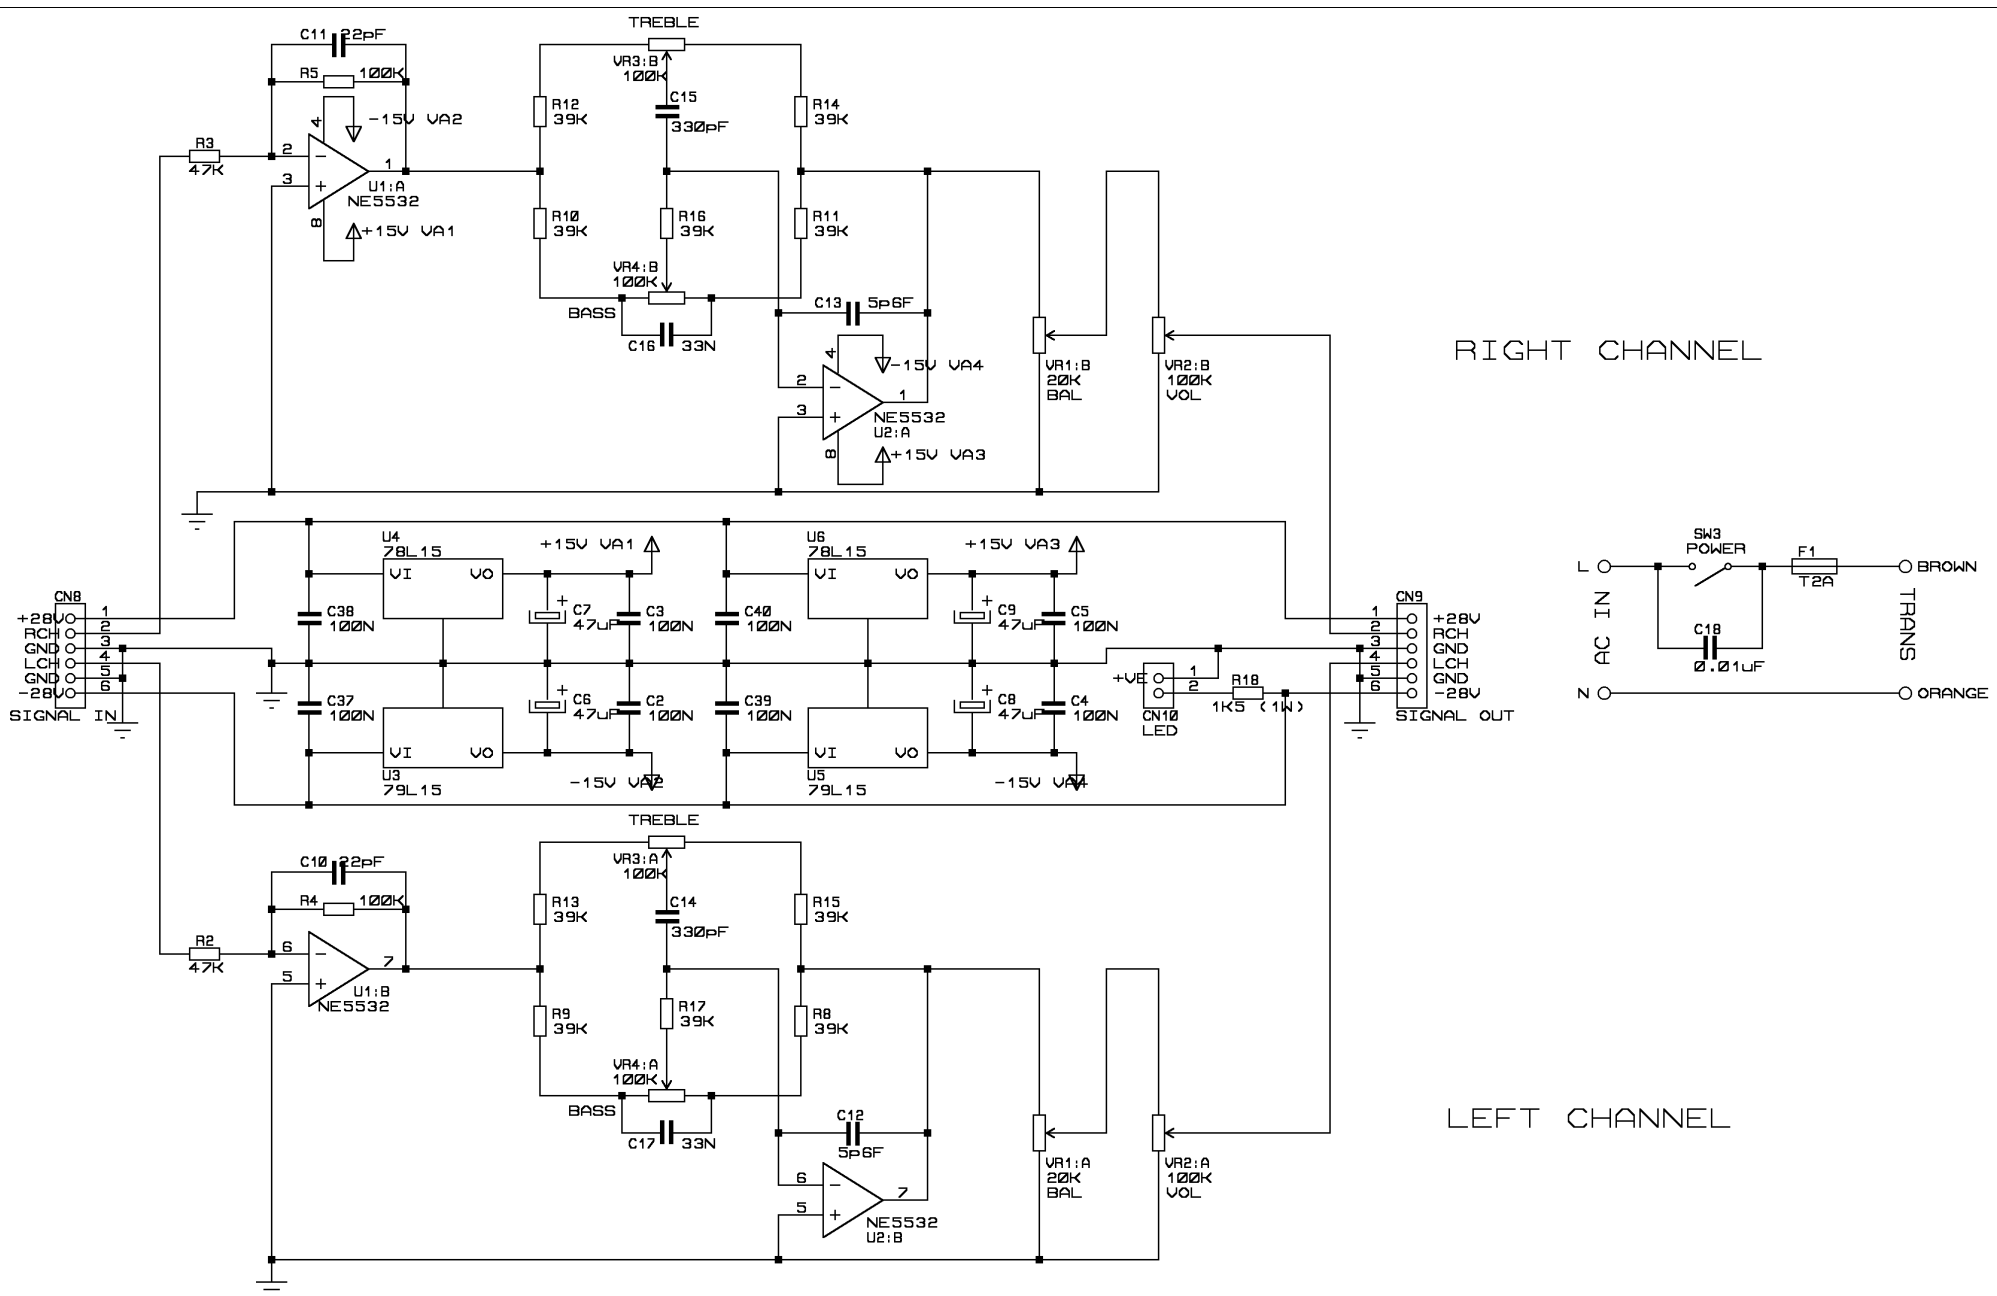 TREBLE
C11 22pF
R5 100K
VR3:B
100K
C15
330pF
R12
39K
R14
39K
4
-15V VA2
R3
47K
2
3
1
U1:A
NE5532
8
+15V VA1
R10
39K
R16
39K
R11
39K
VR4:B
100K
BASS
C16 33N
C13 5p6F
4
-15V VA4
2
3
1
NE5532
U2:A
8
+15V VA3
VR1:B
20K
BAL
VR2:B
100K
VOL
RIGHT CHANNEL
U4
78L15
VI VO
+15V VA1
U6
78L15
VI VO
+15V VA3
CN8
+28V 1
RCH 2
GND 3
LCH 4
GND 5
-28V 6
SIGNAL IN
C38
100N
C7
47uF
C3
100N
C40
100N
C9
47uF
C5
100N
C37
100N
C6
47uF
C2
100N
C39
100N
C8
47uF
C4
100N
VI VO
U3
79L15
-15V VA2
VI VO
U5
79L15
-15V VA4
+VE
1
2
CN10
LED
R18
1K5 (1W)
CN9
1 +28V
2 RCH
3 GND
4 LCH
5 GND
6 -28V
SIGNAL OUT
SW3
POWER
F1
T2A
L
BROWN
AC IN
TRANS
C18
0.01uF
N
ORANGE
TREBLE
C10 22pF
R4 100K
VR3:A
100K
C14
330pF
R13
39K
R15
39K
R2
47K
6
5
7
U1:B
NE5532
R9
39K
R17
39K
R8
39K
VR4:A
100K
BASS
C17 33N
C12
5p6F
6
5
7
NE5532
U2:B
VR1:A
20K
BAL
VR2:A
100K
VOL
LEFT CHANNEL